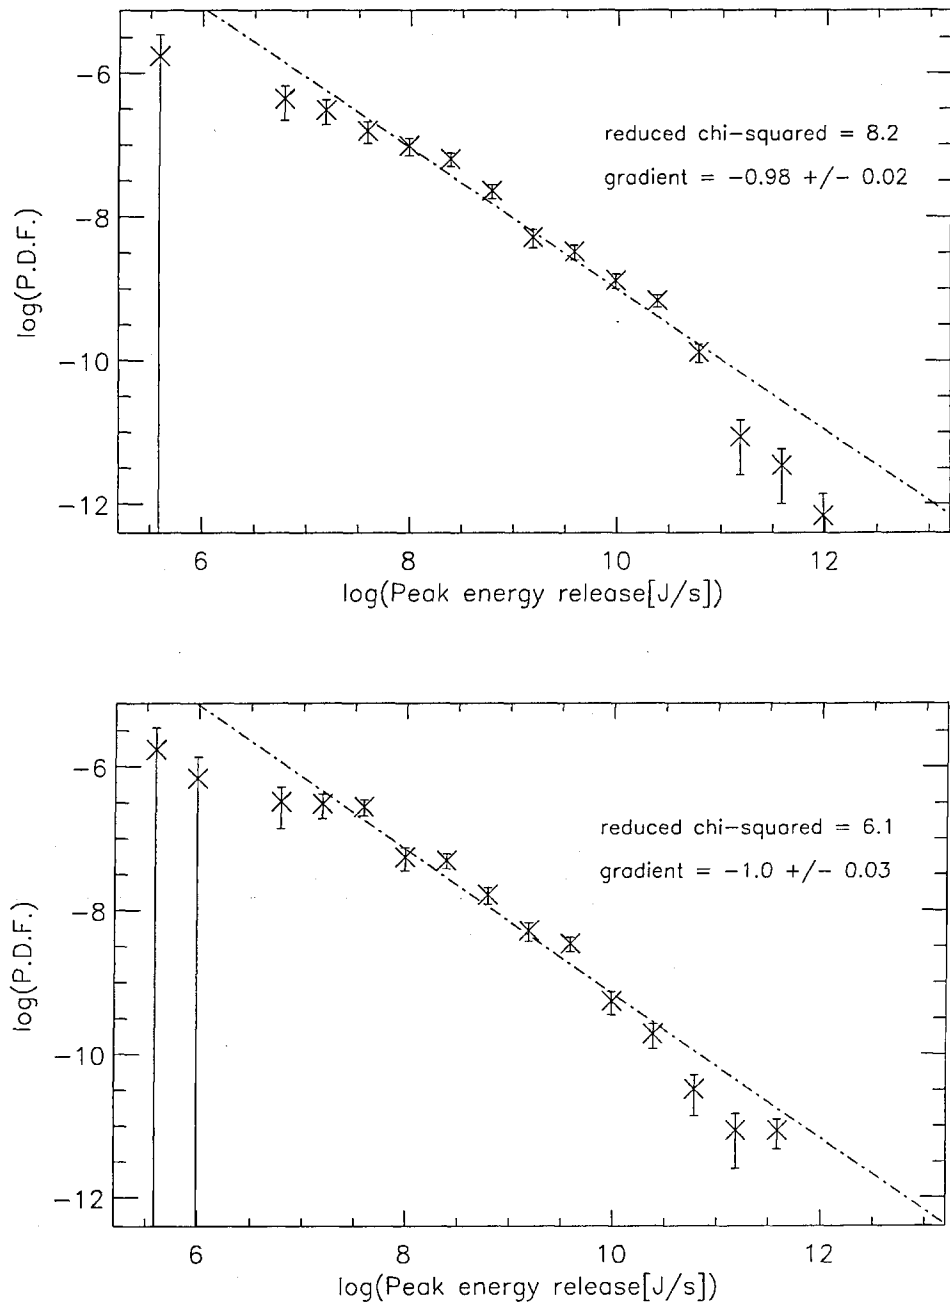 −6
−8
−10
−12
log(P.D.F.)
reduced chi−squared = 8.2
gradient = −0.98 +/− 0.02
6 8 10 12
log(Peak energy release[J/s])
−6
−8
−10
−12
log(P.D.F.)
reduced chi−squared = 6.1
gradient = −1.0 +/− 0.03
6 8 10 12
log(Peak energy release[J/s])